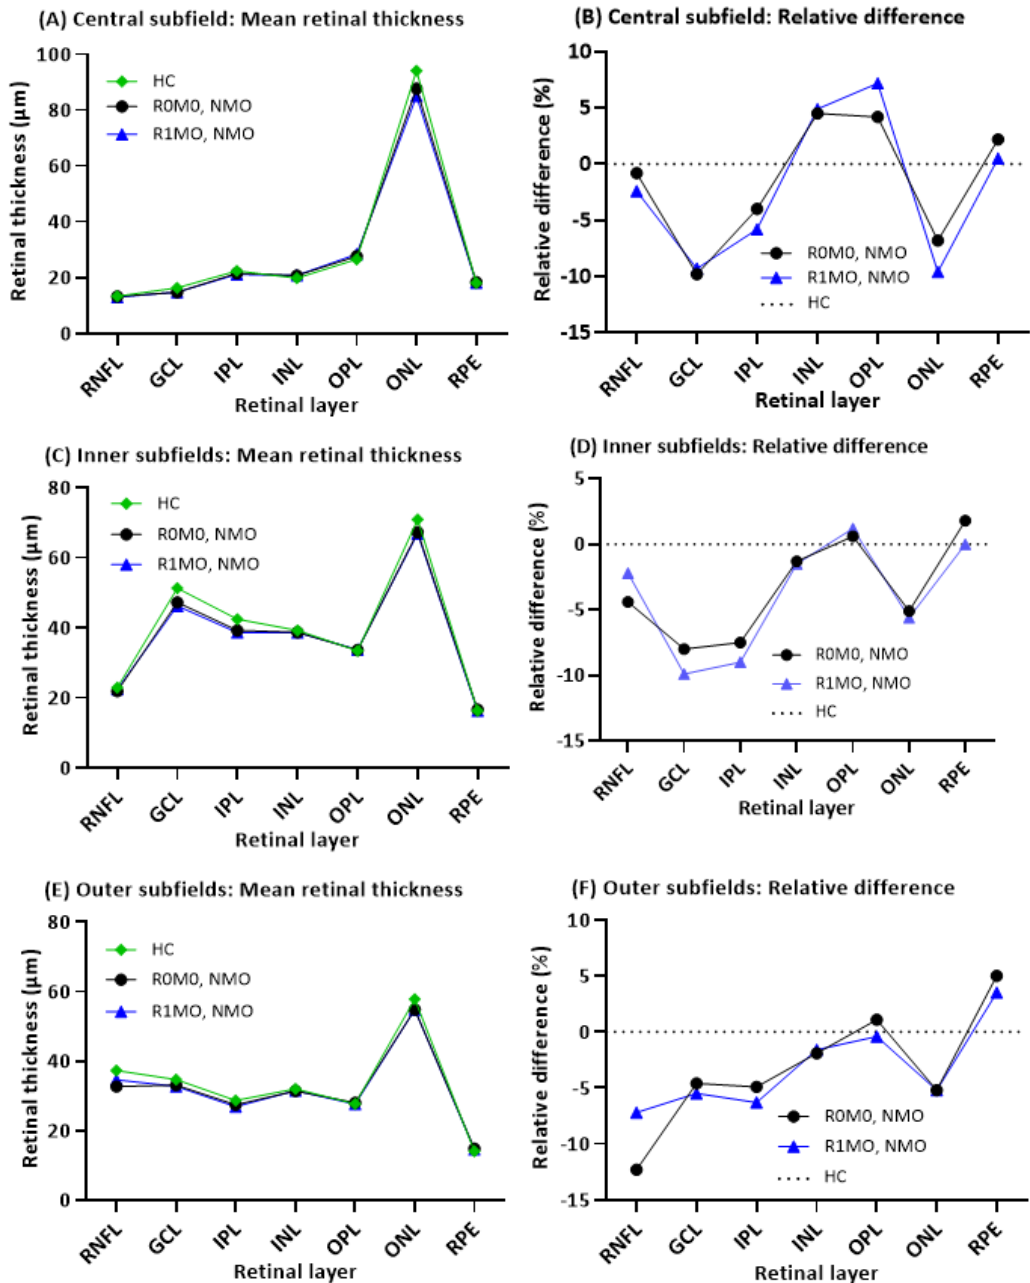 (A) Central subfield: Mean retinal thickness
Retinal thickness (µm)
100
80
60
40
20
0
HC
R0M0, NMO
R1MO, NMO
RNFL
GCL
IPL
INL
OPL
ONL
RPE
Retinal layer
(B) Central subfield: Relative difference
Relative difference (%)
10
5
0
-5
-10
-15
R0M0, NMO
R1MO, NMO
HC
RNFL
GCL
IPL
INL
OPL
ONL
RPE
Retinal layer
(C) Inner subfields: Mean retinal thickness
Retinal thickness (µm)
80
60
40
20
0
HC
R0M0, NMO
R1MO, NMO
RNFL
GCL
IPL
INL
OPL
ONL
RPE
Retinal layer
(D) Inner subfields: Relative difference
Relative difference (%)
5
0
-5
-10
-15
R0M0, NMO
R1MO, NMO
HC
RNFL
GCL
IPL
INL
OPL
ONL
RPE
Retinal layer
(E) Outer subfields: Mean retinal thickness
Retinal thickness (µm)
80
60
40
20
0
HC
R0M0, NMO
R1MO, NMO
RNFL
GCL
IPL
INL
OPL
ONL
RPE
Retinal layer
(F) Outer subfields: Relative difference
Relative difference (%)
10
5
0
-5
-10
-15
R0M0, NMO
R1MO, NMO
HC
RNFL
GCL
IPL
INL
OPL
ONL
RPE
Retinal layer